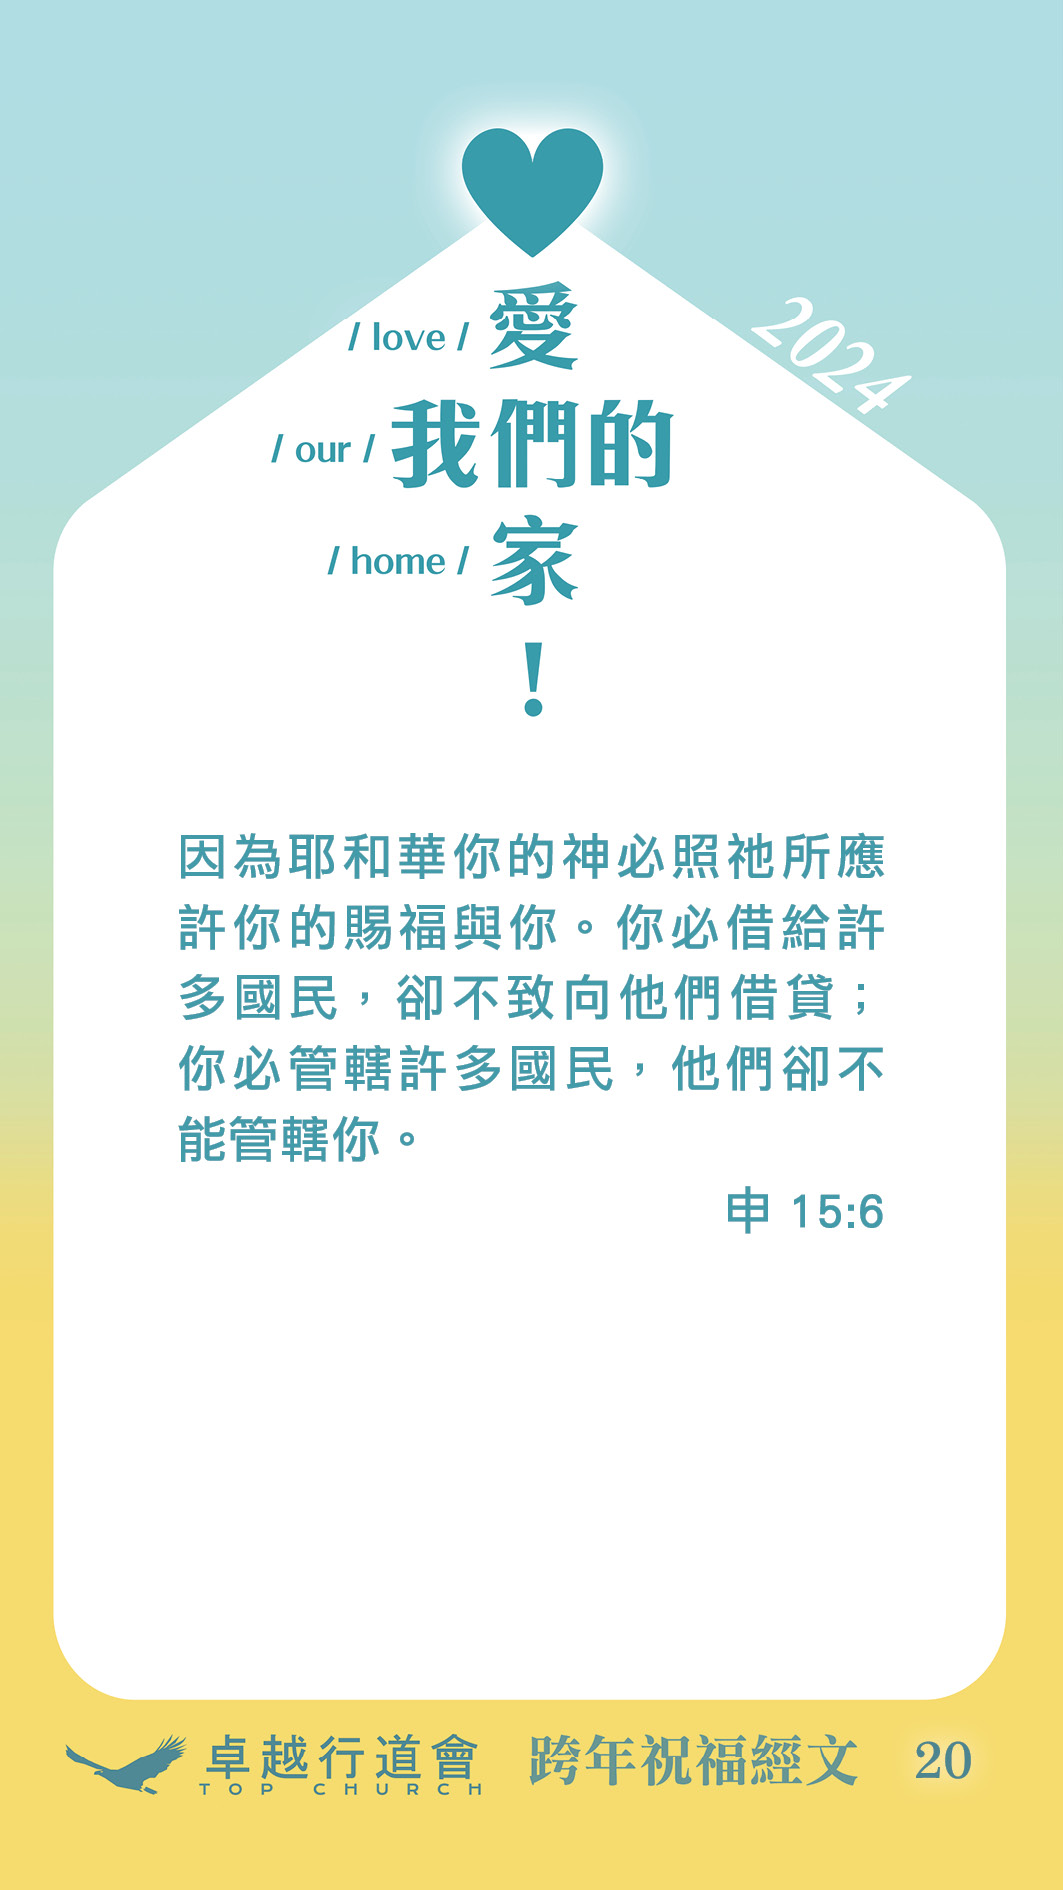 2024
/ love / 愛
/ our / 我們的
/ home / 家
!
因為耶和華你的神必照祂所應
許你的賜福與你。你必借給許
多國民，卻不致向他們借貸；
你必管轄許多國民，他們卻不
能管轄你。
申 15:6
卓越行道會 跨年祝福經文 20
TOP CHURCH